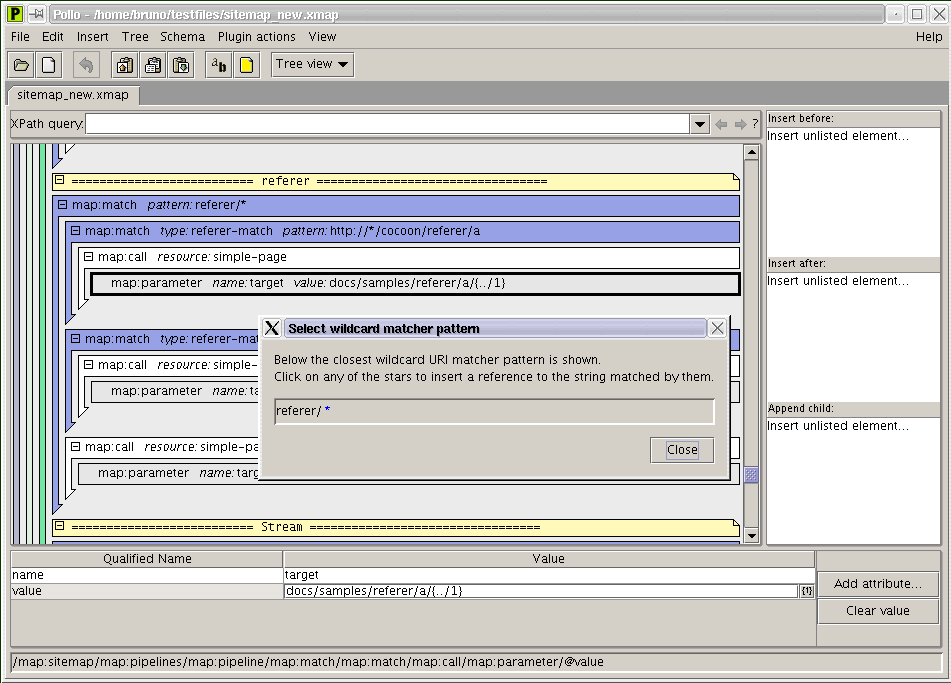 Pollo - /home/bruno/testfiles/sitemap_new.xmap
File Edit Insert Tree Schema Plugin actions View Help
Tree view
sitemap_new.xmap
XPath query: ?
========================== referer =================================
map:match pattern: referer/*
map:match type: referer-match pattern: http://*/cocoon/referer/a
map:call resource: simple-page
map:parameter name: target value: docs/samples/referer/a/{../1}
map:match type: referer-mat
map:call resource: simple-
map:parameter name: ta
map:call resource: simple-pa
map:parameter name: targ
========================== Stream =================================
Insert before:
Insert unlisted element...
Insert after:
Insert unlisted element...
Append child:
Insert unlisted element...
Select wildcard matcher pattern
Below the closest wildcard URI matcher pattern is shown.
Click on any of the stars to insert a reference to the string matched by them.
referer/ *
Close
Qualified Name Value
name target
value docs/samples/referer/a/{../1} {1}
Add attribute...
Clear value
/map:sitemap/map:pipelines/map:pipeline/map:match/map:match/map:call/map:parameter/@value